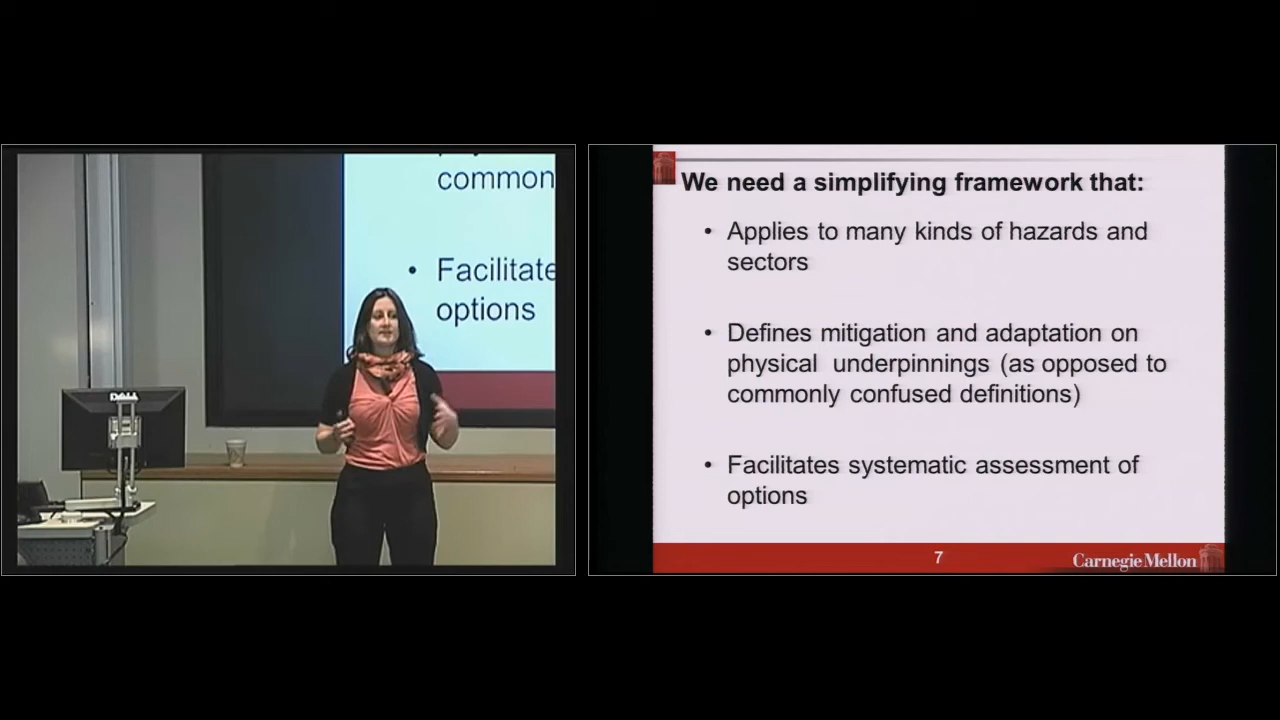 common
• Facilitate
options
DELL
We need a simplifying framework that:
• Applies to many kinds of hazards and
sectors
• Defines mitigation and adaptation on
physical underpinnings (as opposed to
commonly confused definitions)
• Facilitates systematic assessment of
options
7
Carnegie Mellon